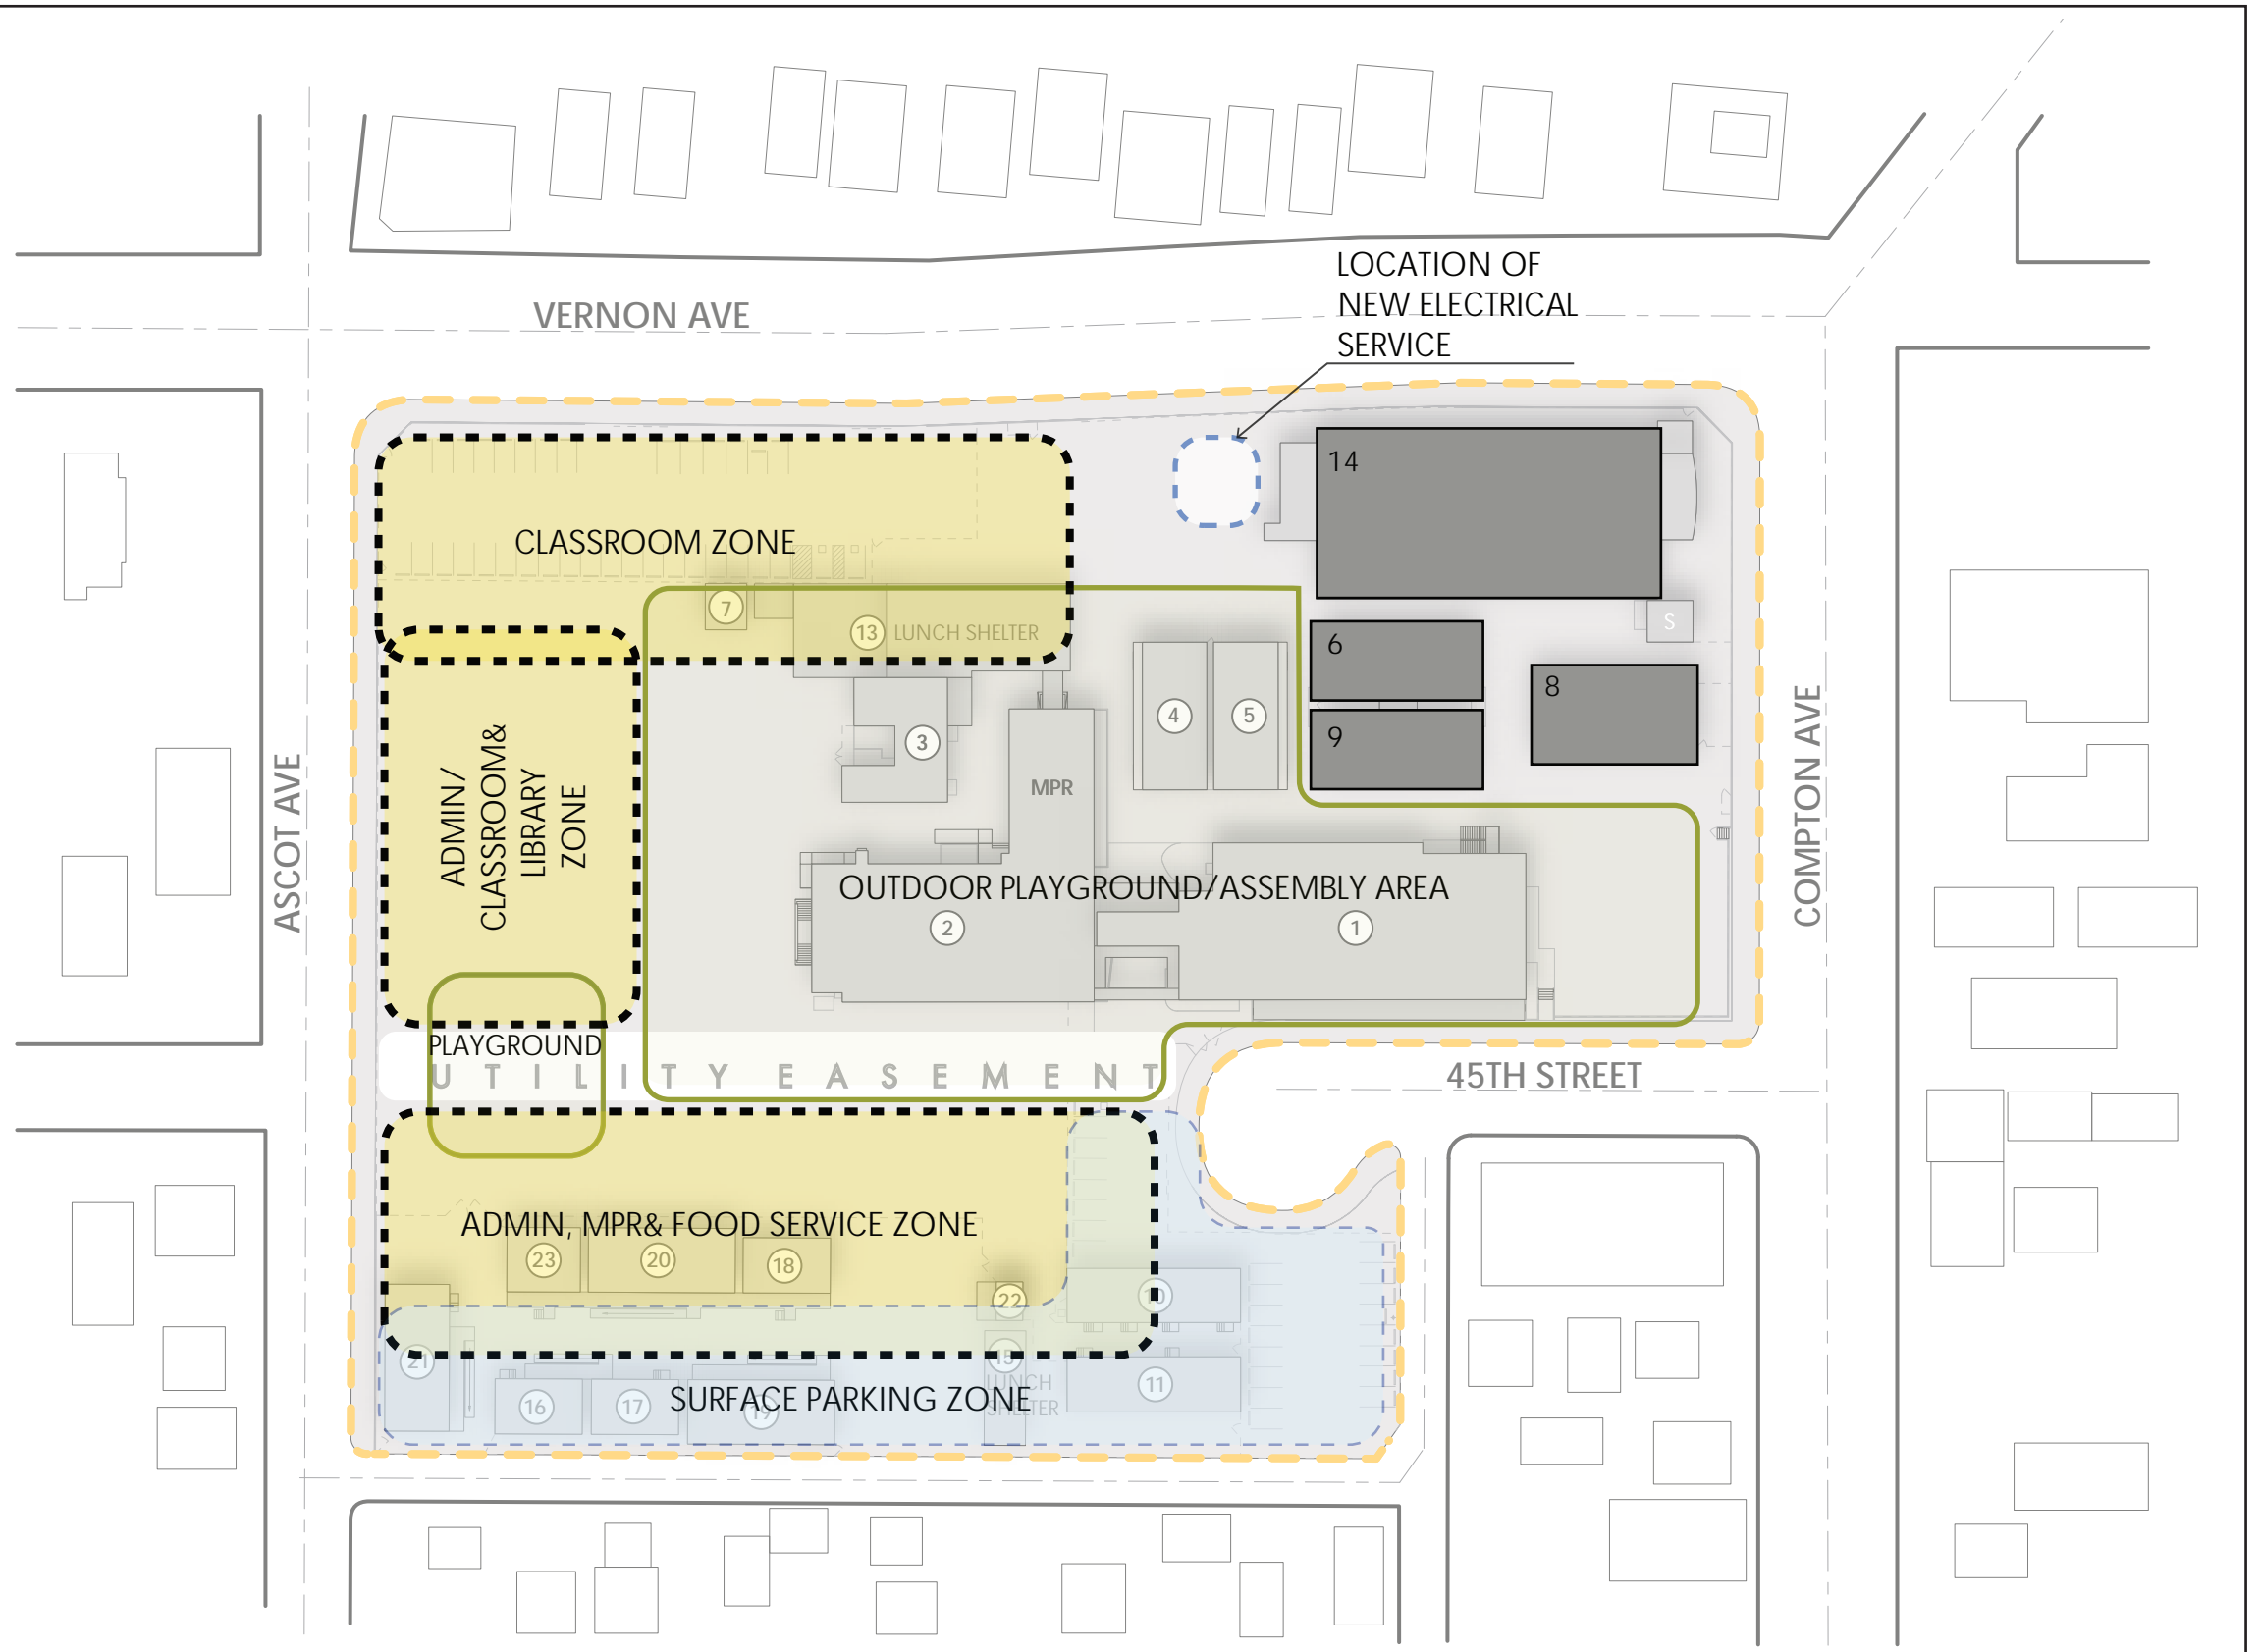 LOCATION OF
NEW ELECTRICAL
SERVICE
VERNON AVE
14
CLASSROOM ZONE
7
13 LUNCH SHELTER
S
6
8
4
5
3
9
MPR
ADMIN/
CLASSROOM&
LIBRARY
ZONE
ASCOT AVE
COMPTON AVE
OUTDOOR PLAYGROUND/ASSEMBLY AREA
2
1
PLAYGROUND
UTILITY EASEMENT
45TH STREET
ADMIN, MPR& FOOD SERVICE ZONE
23
20
18
22
10
21
15
LUNCH
SHELTER
11
SURFACE PARKING ZONE
16
17
19